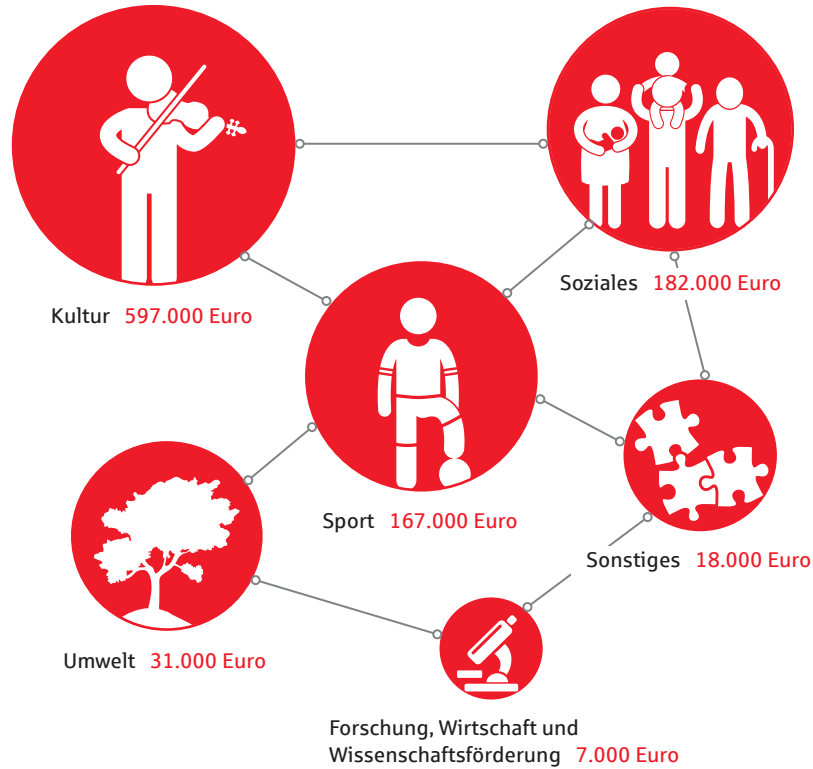 Kultur 597.000 Euro
Soziales 182.000 Euro
Sport 167.000 Euro
Sonstiges 18.000 Euro
Umwelt 31.000 Euro
Forschung, Wirtschaft und
Wissenschaftsförderung 7.000 Euro